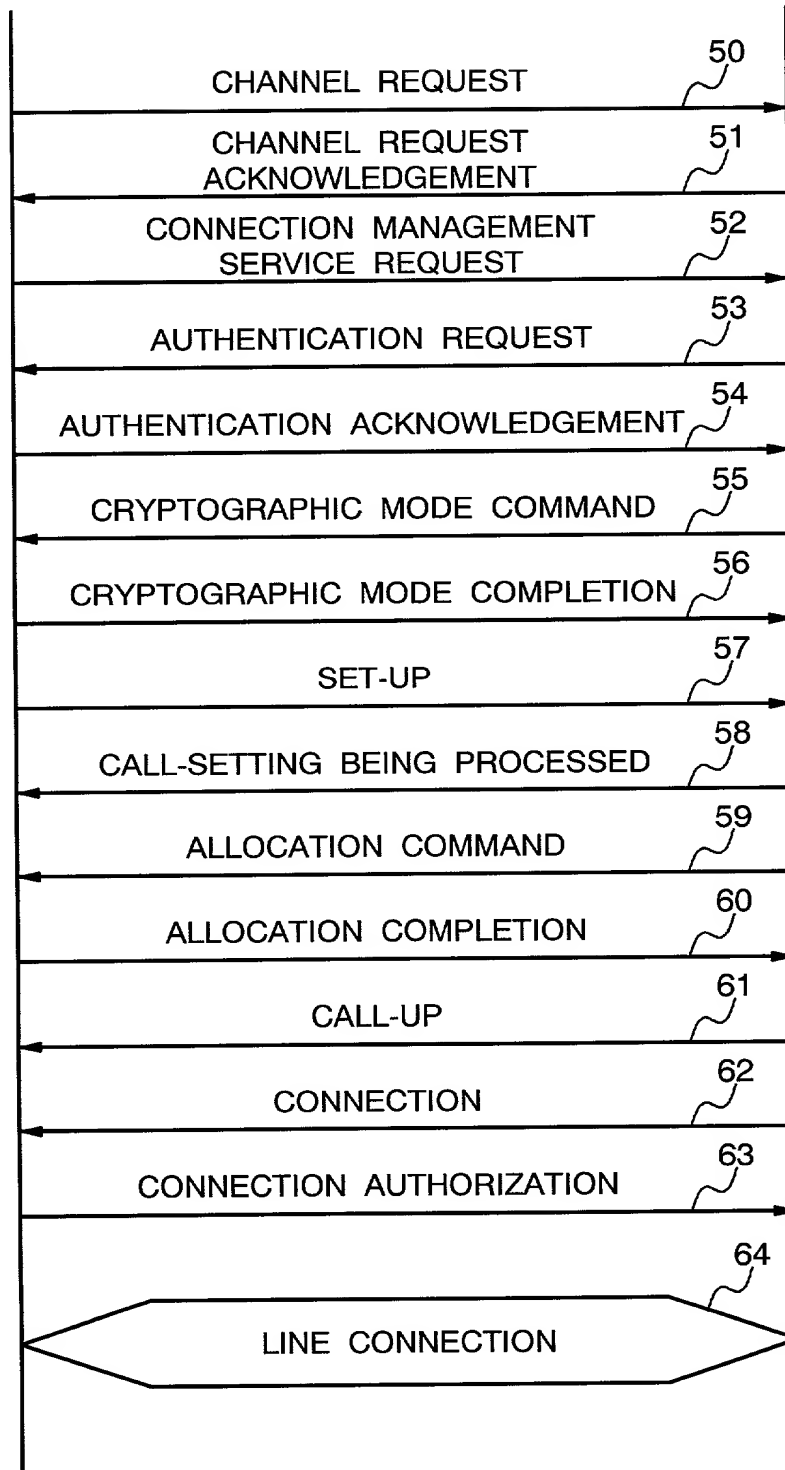 50
CHANNEL REQUEST
51
CHANNEL REQUEST
ACKNOWLEDGEMENT
52
CONNECTION MANAGEMENT
SERVICE REQUEST
53
AUTHENTICATION REQUEST
54
AUTHENTICATION ACKNOWLEDGEMENT
55
CRYPTOGRAPHIC MODE COMMAND
56
CRYPTOGRAPHIC MODE COMPLETION
57
SET-UP
58
CALL-SETTING BEING PROCESSED
59
ALLOCATION COMMAND
60
ALLOCATION COMPLETION
61
CALL-UP
62
CONNECTION
63
CONNECTION AUTHORIZATION
64
LINE CONNECTION